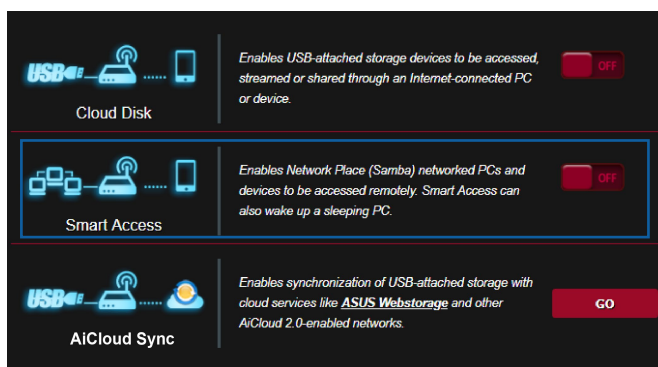 USB
Enables USB-attached storage devices to be accessed,
streamed or shared through an Internet-connected PC
or device.
OFF
Cloud Disk
Enables Network Place (Samba) networked PCs and
devices to be accessed remotely. Smart Access can
also wake up a sleeping PC.
OFF
Smart Access
USB
Enables synchronization of USB-attached storage with
cloud services like ASUS Webstorage and other
AiCloud 2.0-enabled networks.
GO
AiCloud Sync